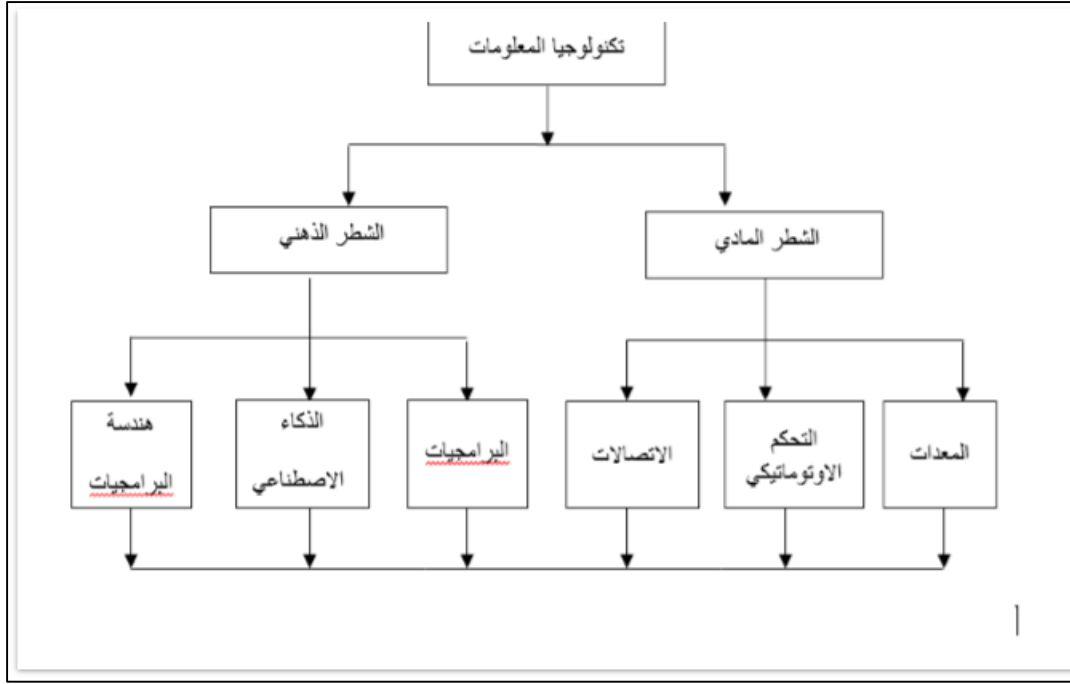 تكنولوجيا المعلومات
الشطر المادي
الشطر الذهني
المعدات
التحكم
الاوتوماتيكي
الاتصالات
البرامجيات
الذكاء
الاصطناعي
هندسة
البرامجيات